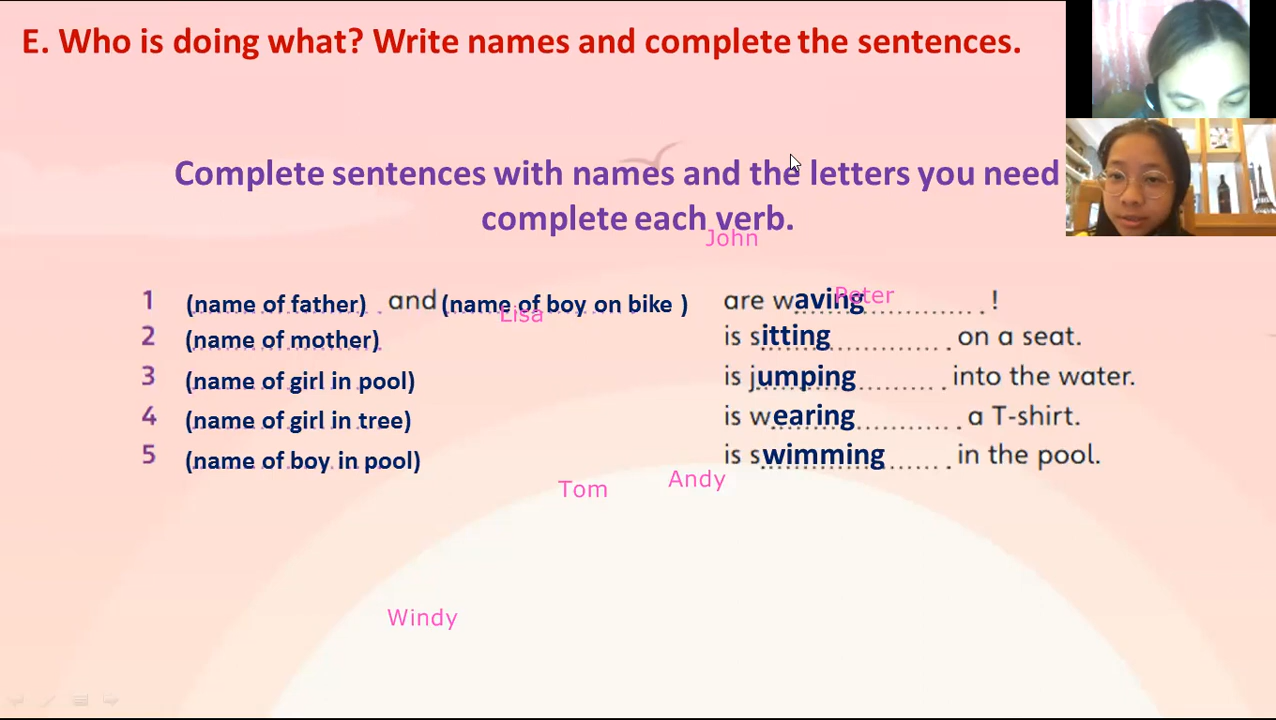 E. Who is doing what? Write names and complete the sentences.
Complete sentences with names and the letters you need
complete each verb.
John
1 (name of father) and (name of boy on bike ) are waving !
Peter
Lisa
2 (name of mother) is sitting on a seat.
3 (name of girl in pool) is jumping into the water.
4 (name of girl in tree) is wearing a T-shirt.
5 (name of boy in pool) is swimming in the pool.
Andy
Tom
Windy